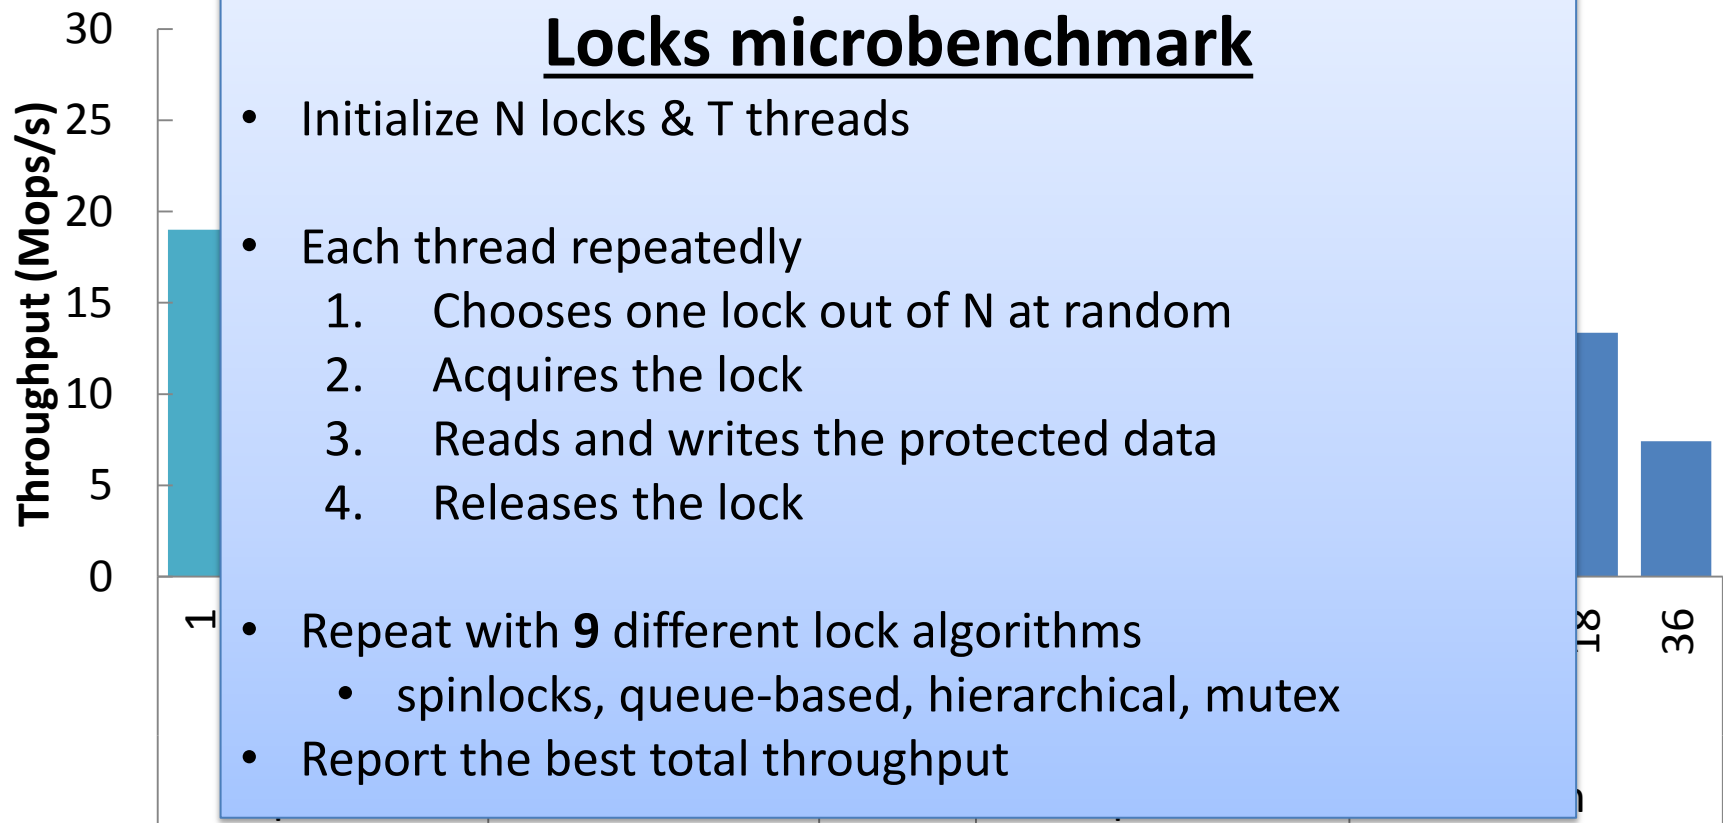 Locks microbenchmark
• Initialize N locks & T threads
• Each thread repeatedly
1. Chooses one lock out of N at random
2. Acquires the lock
3. Reads and writes the protected data
4. Releases the lock
• Repeat with 9 different lock algorithms
• spinlocks, queue-based, hierarchical, mutex
• Report the best total throughput
Throughput (Mops/s)
30
25
20
15
10
5
0
1
18
36